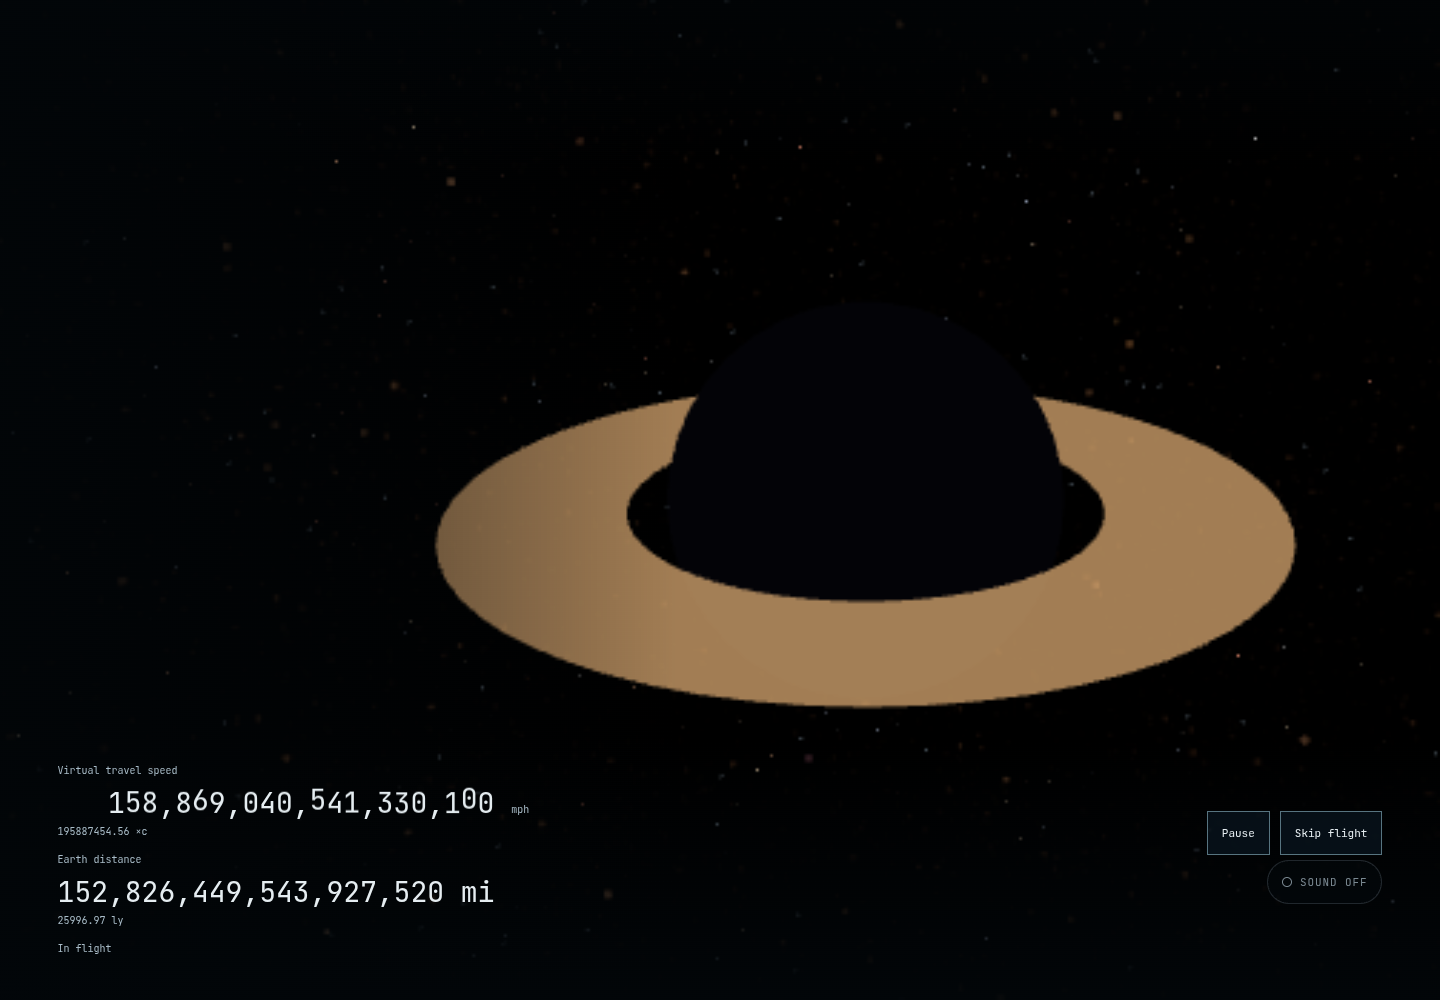 Virtual travel speed
158,869,040,541,330,100 mph
195887454.56 ×c
Earth distance
152,826,449,543,927,520 mi
25996.97 ly
In flight
Pause
Skip flight
SOUND OFF